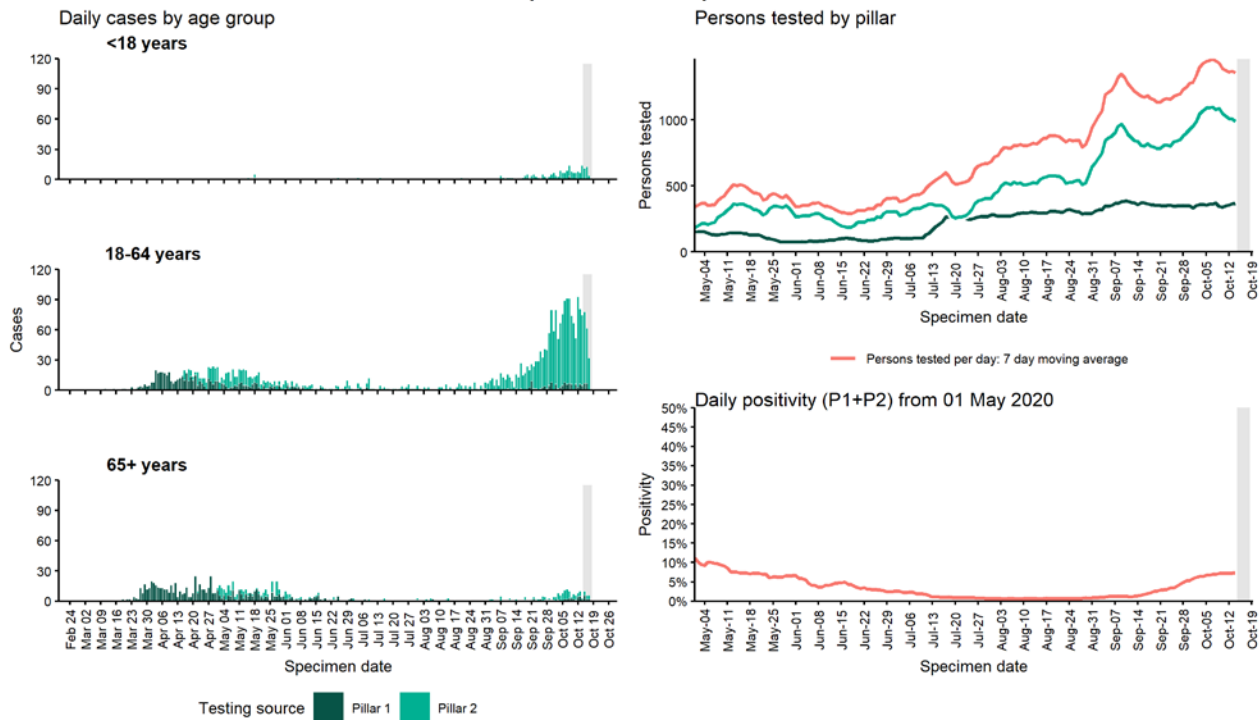 Daily cases by age group
<18 years
120
90
60
30
0
18-64 years
120
90
60
30
0
Cases
65+ years
120
90
60
30
0
Feb 24
Mar 02
Mar 09
Mar 16
Mar 23
Mar 30
Apr 06
Apr 13
Apr 20
Apr 27
May 04
May 11
May 18
May 25
Jun 01
Jun 08
Jun 15
Jun 22
Jun 29
Jul 06
Jul 13
Jul 20
Jul 27
Aug 03
Aug 10
Aug 17
Aug 24
Aug 31
Sep 07
Sep 14
Sep 21
Sep 28
Oct 05
Oct 12
Oct 19
Oct 26
Specimen date
Testing source Pillar 1 Pillar 2
Persons tested by pillar
Persons tested
1000
500
0
May-04
May-11
May-18
May-25
Jun-01
Jun-08
Jun-15
Jun-22
Jun-29
Jul-06
Jul-13
Jul-20
Jul-27
Aug-03
Aug-10
Aug-17
Aug-24
Aug-31
Sep-07
Sep-14
Sep-21
Sep-28
Oct-05
Oct-12
Oct-19
Specimen date
Persons tested per day: 7 day moving average
Daily positivity (P1+P2) from 01 May 2020
Positivity
50%
45%
40%
35%
30%
25%
20%
15%
10%
5%
0%
May-04
May-11
May-18
May-25
Jun-01
Jun-08
Jun-15
Jun-22
Jun-29
Jul-06
Jul-13
Jul-20
Jul-27
Aug-03
Aug-10
Aug-17
Aug-24
Aug-31
Sep-07
Sep-14
Sep-21
Sep-28
Oct-05
Oct-12
Oct-19
Specimen date